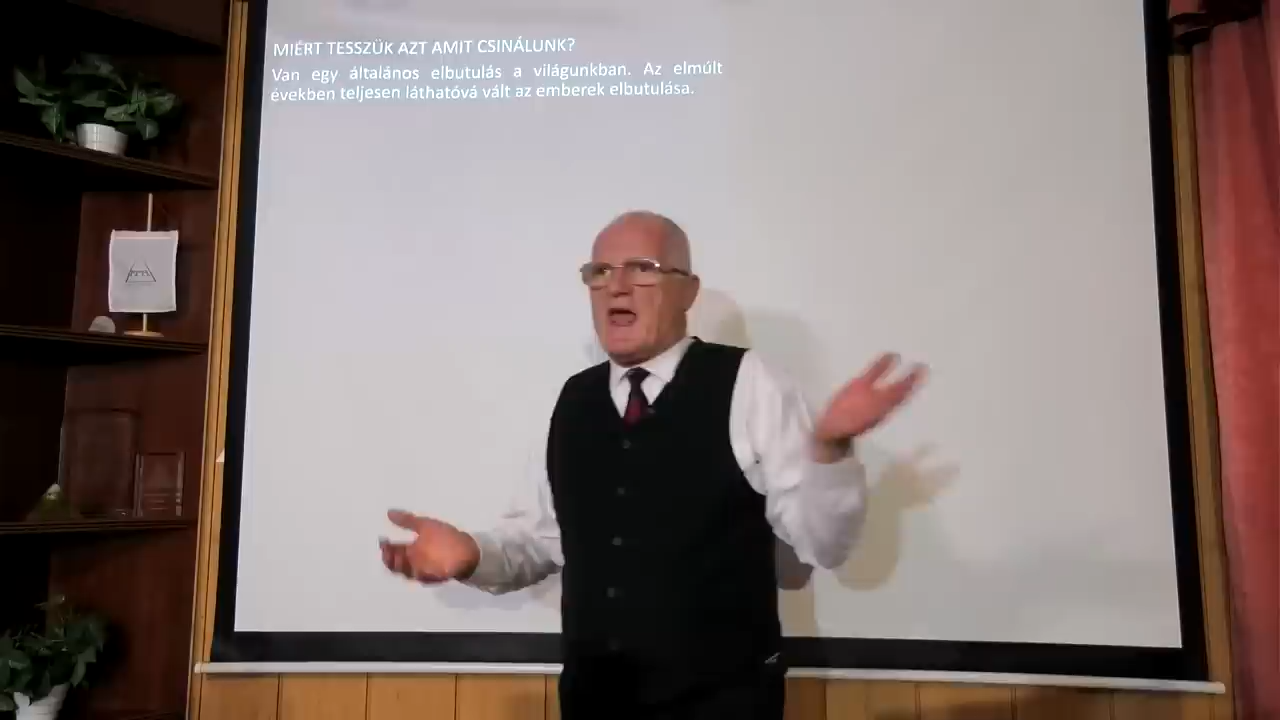 MIÉRT TESSZÜK AZT AMIT CSINÁLUNK?
Van egy általános elbutulás a világunkban. Az elmúlt
években teljesen láthatóvá vált az emberek elbutulása.